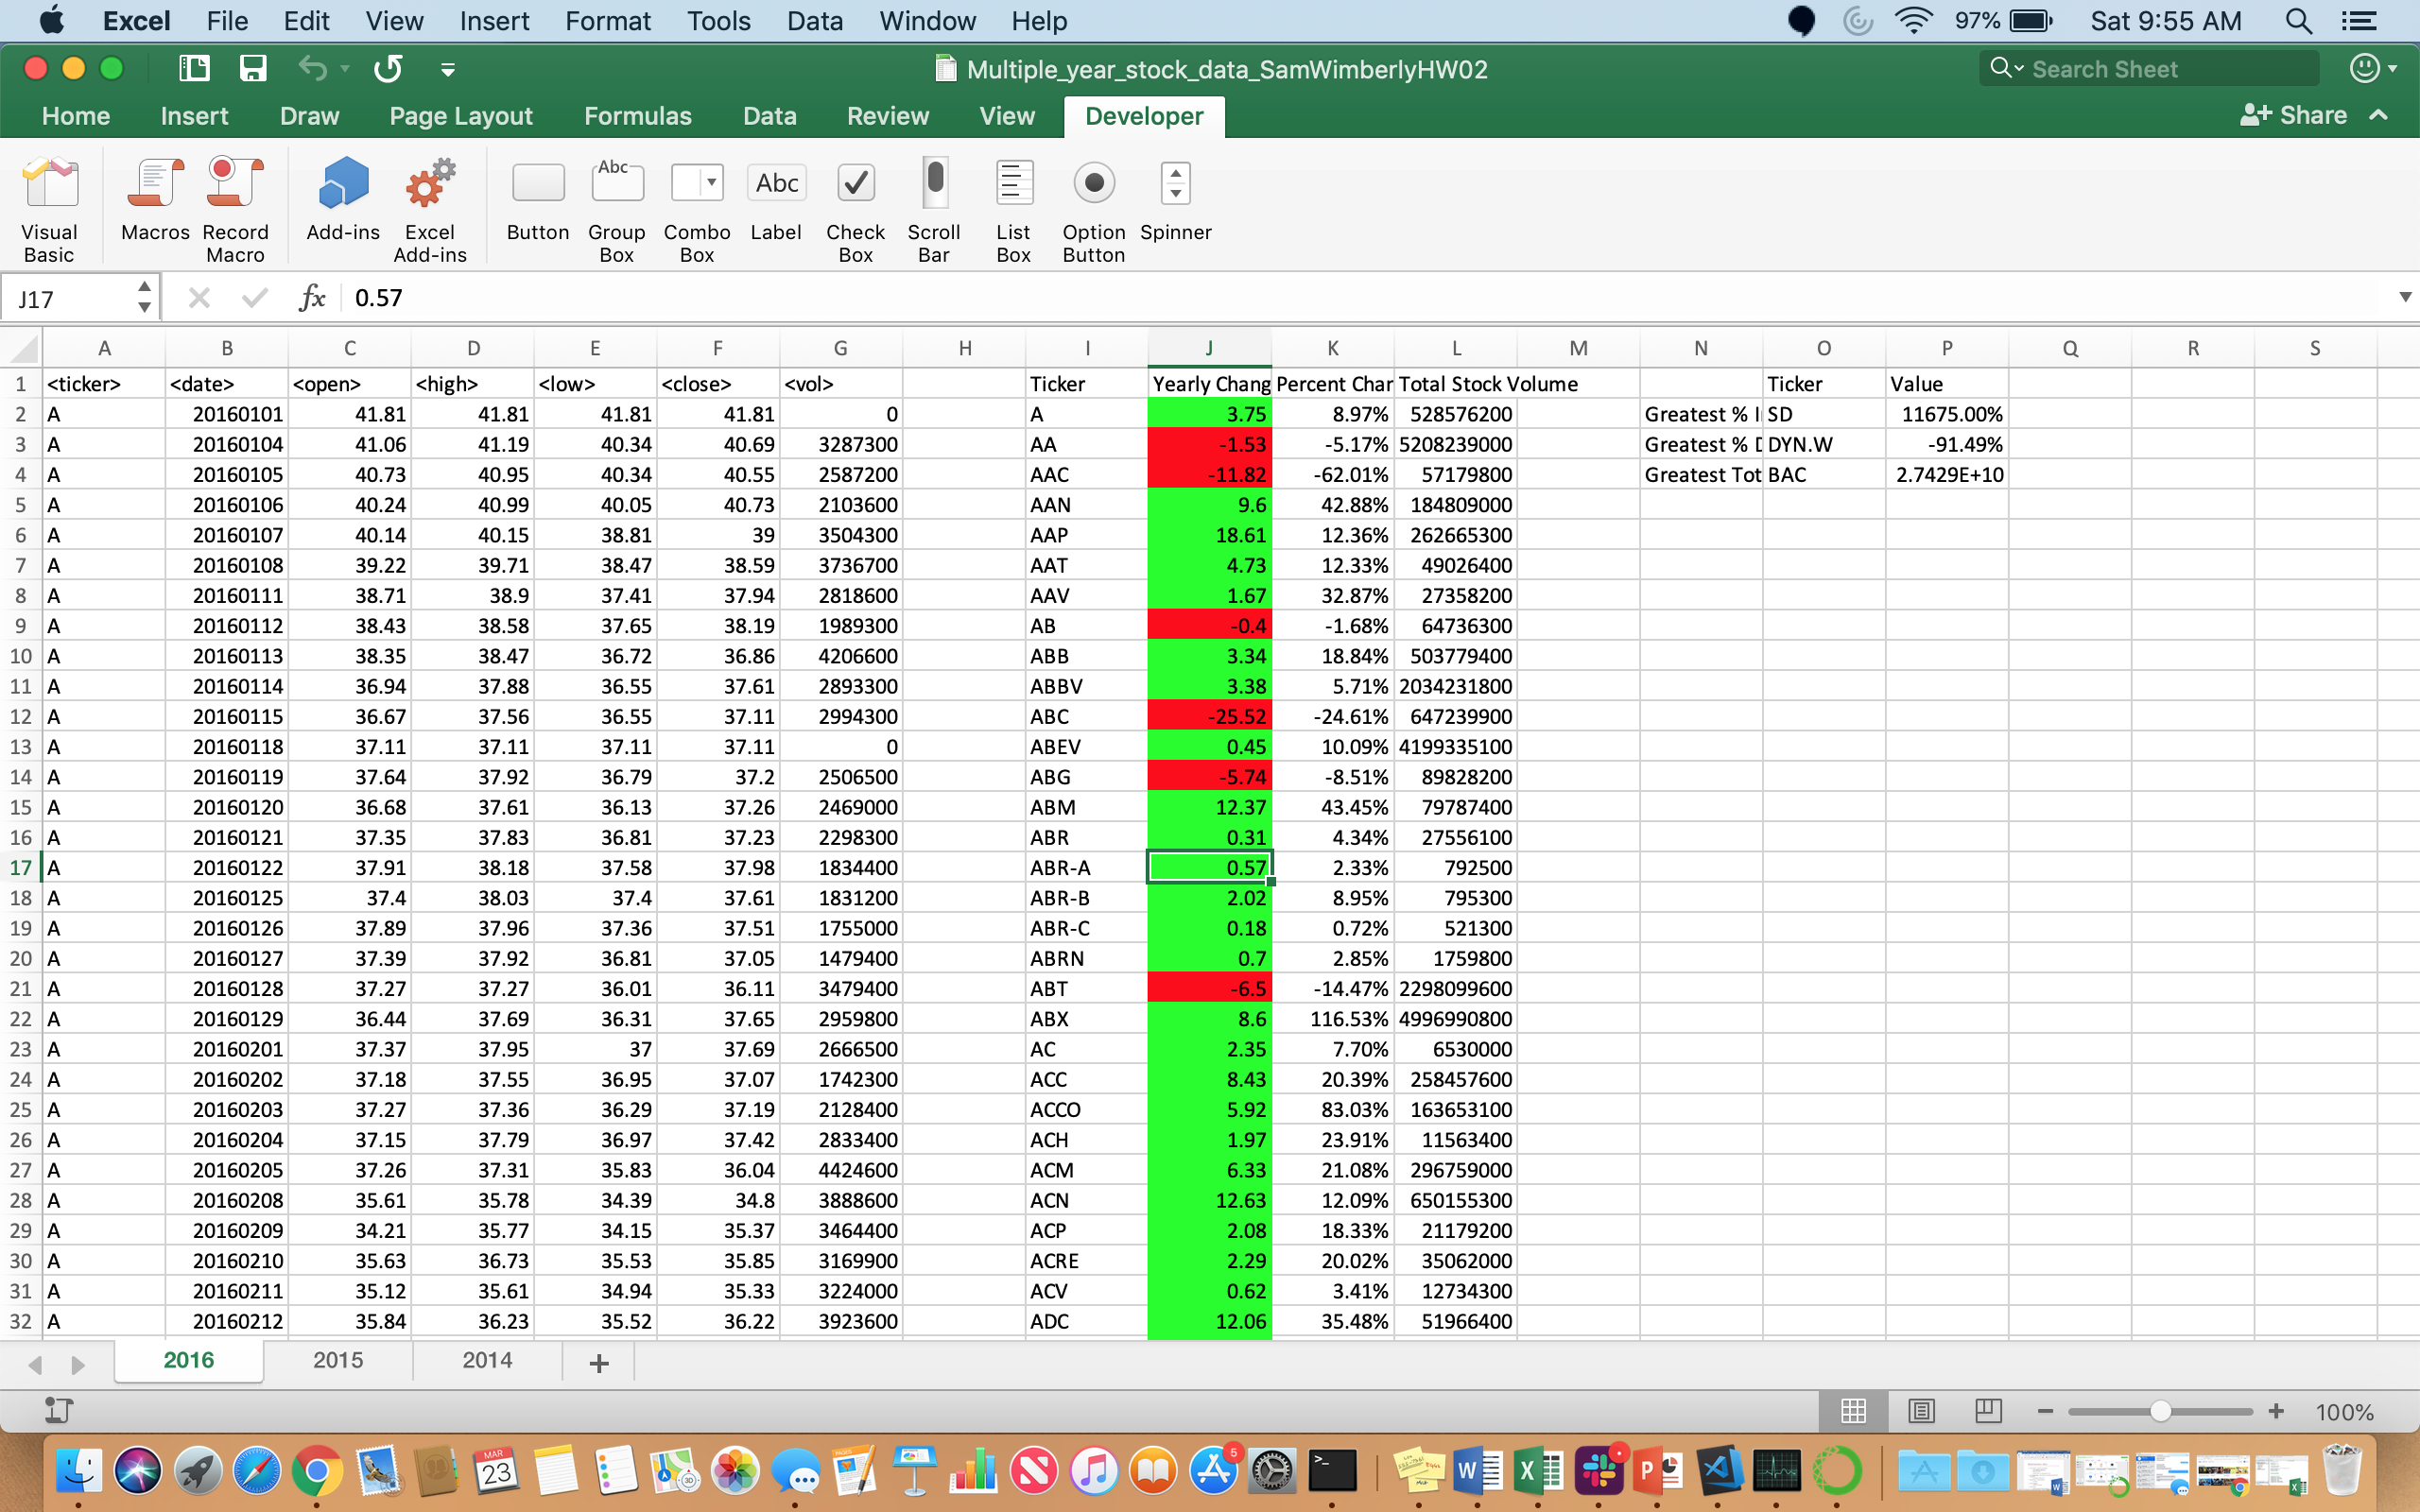 Excel File Edit View Insert Format Tools Data Window Help 97% Sat 9:55 AM
Multiple_year_stock_data_SamWimberlyHW02 Search Sheet
Home Insert Draw Page Layout Formulas Data Review View Developer Share
Visual Basic Macros Record Macro Add-ins Excel Add-ins Button Abc Group Box Combo Box Abc Label Check Box Scroll Bar List Box Option Button Spinner
J17 fx 0.57
A B C D E F G H I J K L M N O P Q R S
1 <ticker> <date> <open> <high> <low> <close> <vol> Ticker Yearly Chang Percent Char Total Stock Volume Ticker Value
2 A 20160101 41.81 41.81 41.81 41.81 0 A 3.75 8.97% 528576200 Greatest % I SD 11675.00%
3 A 20160104 41.06 41.19 40.34 40.69 3287300 AA -1.53 -5.17% 5208239000 Greatest % D DYN.W -91.49%
4 A 20160105 40.73 40.95 40.34 40.55 2587200 AAC -11.82 -62.01% 57179800 Greatest Tot BAC 2.7429E+10
5 A 20160106 40.24 40.99 40.05 40.73 2103600 AAN 9.6 42.88% 184809000
6 A 20160107 40.14 40.15 38.81 39 3504300 AAP 18.61 12.36% 262665300
7 A 20160108 39.22 39.71 38.47 38.59 3736700 AAT 4.73 12.33% 49026400
8 A 20160111 38.71 38.9 37.41 37.94 2818600 AAV 1.67 32.87% 27358200
9 A 20160112 38.43 38.58 37.65 38.19 1989300 AB -0.4 -1.68% 64736300
10 A 20160113 38.35 38.47 36.72 36.86 4206600 ABB 3.34 18.84% 503779400
11 A 20160114 36.94 37.88 36.55 37.61 2893300 ABBV 3.38 5.71% 2034231800
12 A 20160115 36.67 37.56 36.55 37.11 2994300 ABC -25.52 -24.61% 647239900
13 A 20160118 37.11 37.11 37.11 37.11 0 ABEV 0.45 10.09% 4199335100
14 A 20160119 37.64 37.92 36.79 37.2 2506500 ABG -5.74 -8.51% 89828200
15 A 20160120 36.68 37.61 36.13 37.26 2469000 ABM 12.37 43.45% 79787400
16 A 20160121 37.35 37.83 36.81 37.23 2298300 ABR 0.31 4.34% 27556100
17 A 20160122 37.91 38.18 37.58 37.98 1834400 ABR-A 0.57 2.33% 792500
18 A 20160125 37.4 38.03 37.4 37.61 1831200 ABR-B 2.02 8.95% 795300
19 A 20160126 37.89 37.96 37.36 37.51 1755000 ABR-C 0.18 0.72% 521300
20 A 20160127 37.39 37.92 36.81 37.05 1479400 ABRN 0.7 2.85% 1759800
21 A 20160128 37.27 37.27 36.01 36.11 3479400 ABT -6.5 -14.47% 2298099600
22 A 20160129 36.44 37.69 36.31 37.65 2959800 ABX 8.6 116.53% 4996990800
23 A 20160201 37.37 37.95 37 37.69 2666500 AC 2.35 7.70% 6530000
24 A 20160202 37.18 37.55 36.95 37.07 1742300 ACC 8.43 20.39% 258457600
25 A 20160203 37.27 37.36 36.29 37.19 2128400 ACCO 5.92 83.03% 163653100
26 A 20160204 37.15 37.79 36.97 37.42 2833400 ACH 1.97 23.91% 11563400
27 A 20160205 37.26 37.31 35.83 36.04 4424600 ACM 6.33 21.08% 296759000
28 A 20160208 35.61 35.78 34.39 34.8 3888600 ACN 12.63 12.09% 650155300
29 A 20160209 34.21 35.77 34.15 35.37 3464400 ACP 2.08 18.33% 21179200
30 A 20160210 35.63 36.73 35.53 35.85 3169900 ACRE 2.29 20.02% 35062000
31 A 20160211 35.12 35.61 34.94 35.33 3224000 ACV 0.62 3.41% 12734300
32 A 20160212 35.84 36.23 35.52 36.22 3923600 ADC 12.06 35.48% 51966400
2016 2015 2014 +
100%
MAR 23 PAGES 3D 5 >_ W X P